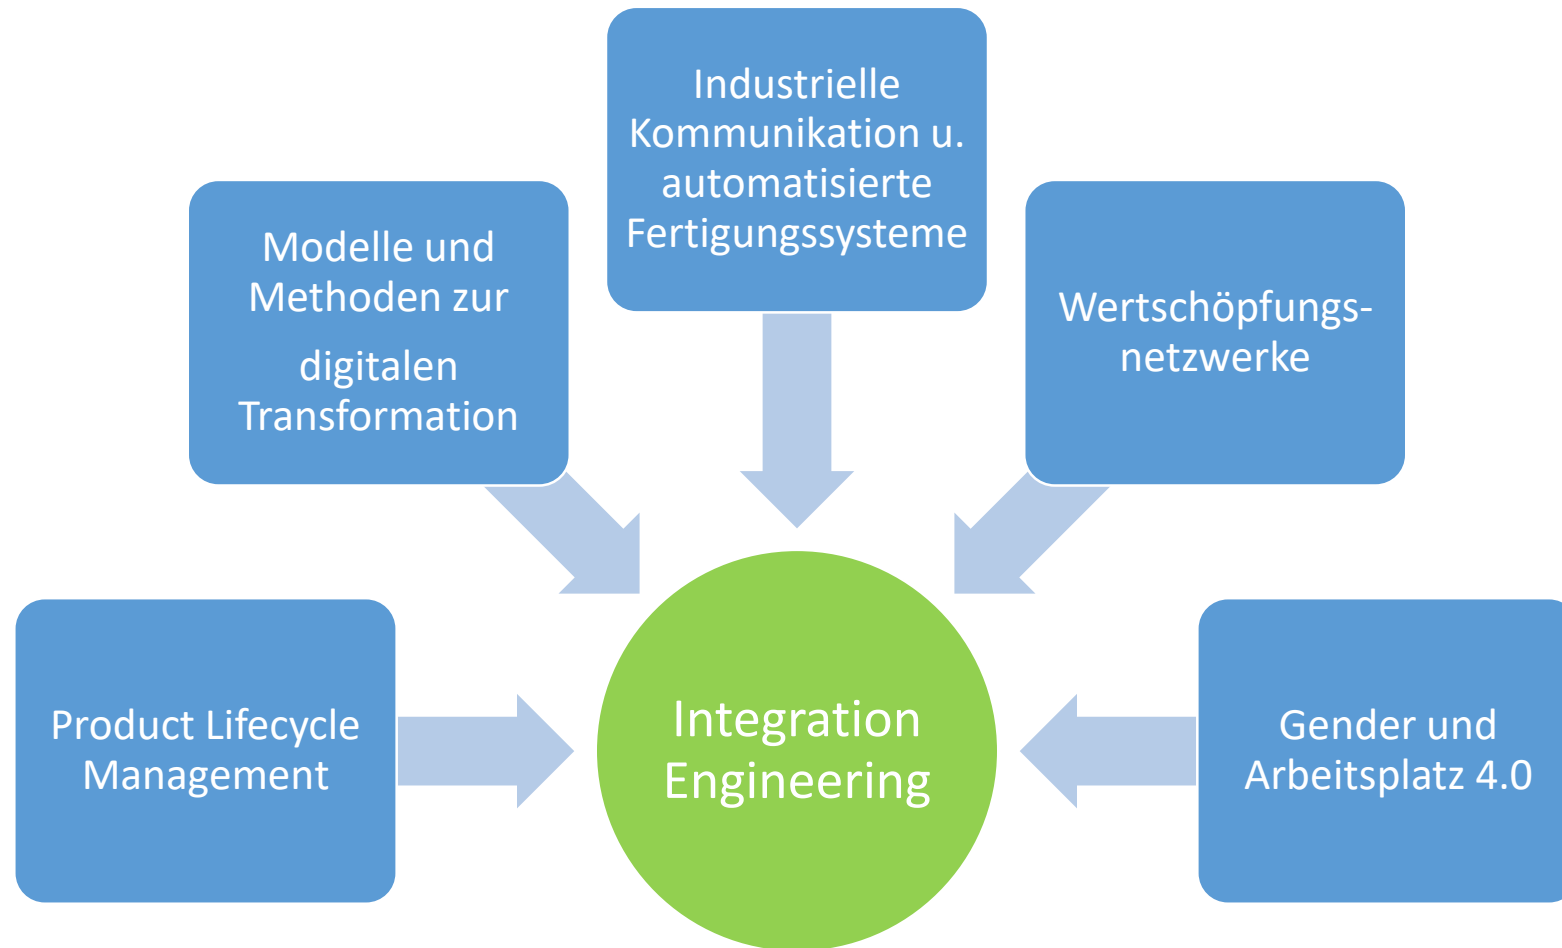 Industrielle
Kommunikation u.
automatisierte
Fertigungssysteme
Modelle und
Methoden zur
digitalen
Transformation
Wertschöpfungs-
netzwerke
Product Lifecycle
Management
Integration
Engineering
Gender und
Arbeitsplatz 4.0